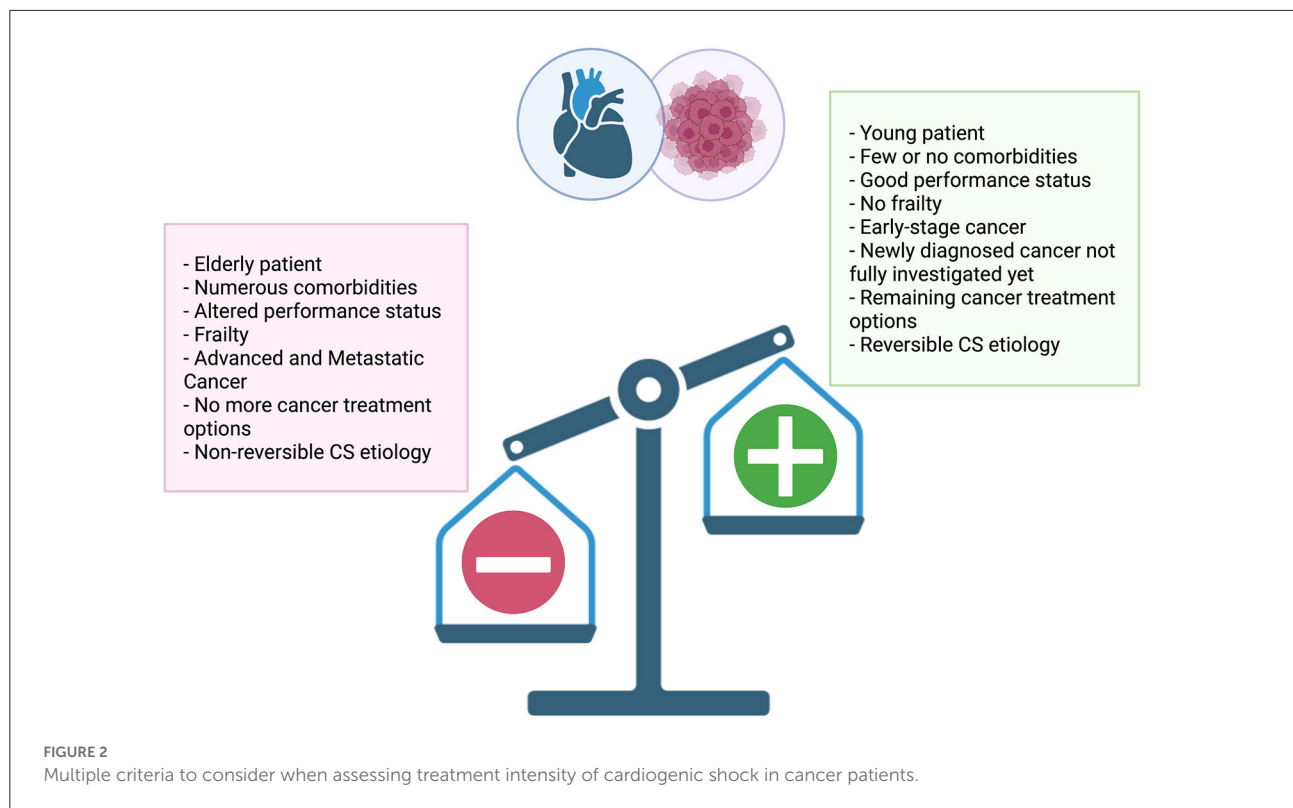 - Young patient
- Few or no comorbidities
- Good performance status
- No frailty
- Early-stage cancer
- Newly diagnosed cancer not
fully investigated yet
- Remaining cancer treatment
options
- Reversible CS etiology
- Elderly patient
- Numerous comorbidities
- Altered performance status
- Frailty
- Advanced and Metastatic
Cancer
- No more cancer treatment
options
- Non-reversible CS etiology
FIGURE 2
Multiple criteria to consider when assessing treatment intensity of cardiogenic shock in cancer patients.